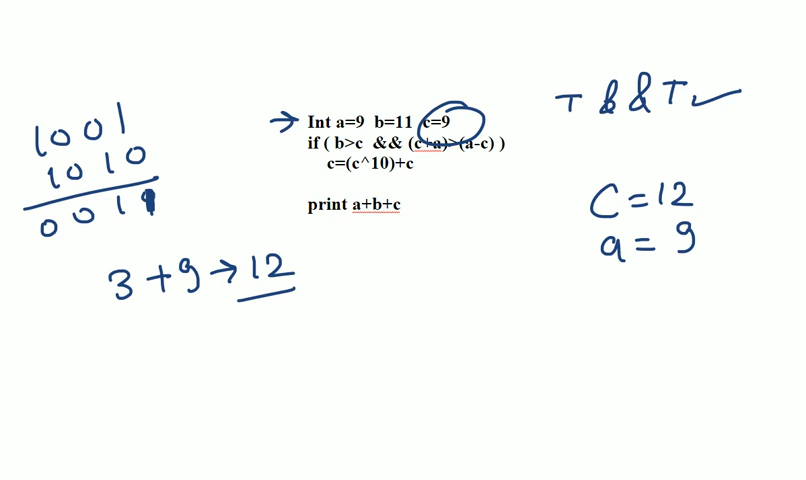 1001
1010
0011
3+9→12
→ Int a=9 b=11 c=9
if ( b>c && (c+a)>(a-c) )
c=(c^10)+c
print a+b+c
T && T ✓
C=12
a=9